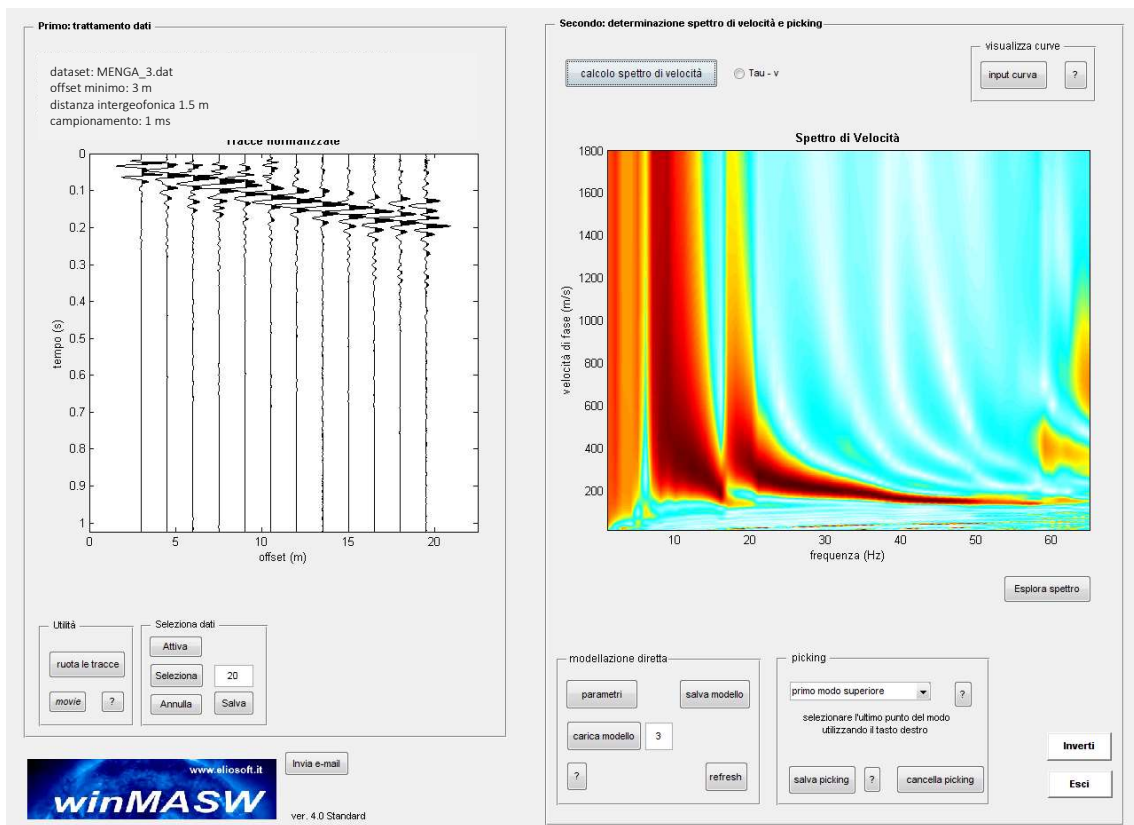 Primo: trattamento dati
dataset: MENGA_3.dat
offset minimo: 3 m
distanza intergeofonica 1.5 m
campionamento: 1 ms
Tracce normalizzate
0
0.1
0.2
0.3
0.4
0.5
0.6
0.7
0.8
0.9
1
tempo (s)
0 5 10 15 20
offset (m)
Utilità
ruota le tracce
movie ?
Seleziona dati
Attiva
Seleziona 20
Annulla Salva
www.eliosoft.it
winMASW
Invia e-mail
ver. 4.0 Standard
Secondo: determinazione spettro di velocità e picking
calcolo spettro di velocità Tau - v
visualizza curve
input curva ?
Spettro di Velocità
1800
1600
1400
1200
1000
800
600
400
200
velocità di fase (m/s)
10 20 30 40 50 60
frequenza (Hz)
Esplora spettro
modellazione diretta
parametri salva modello
carica modello 3
? refresh
picking
primo modo superiore ?
selezionare l'ultimo punto del modo
utilizzando il tasto destro
salva picking ? cancella picking
Inverti
Esci